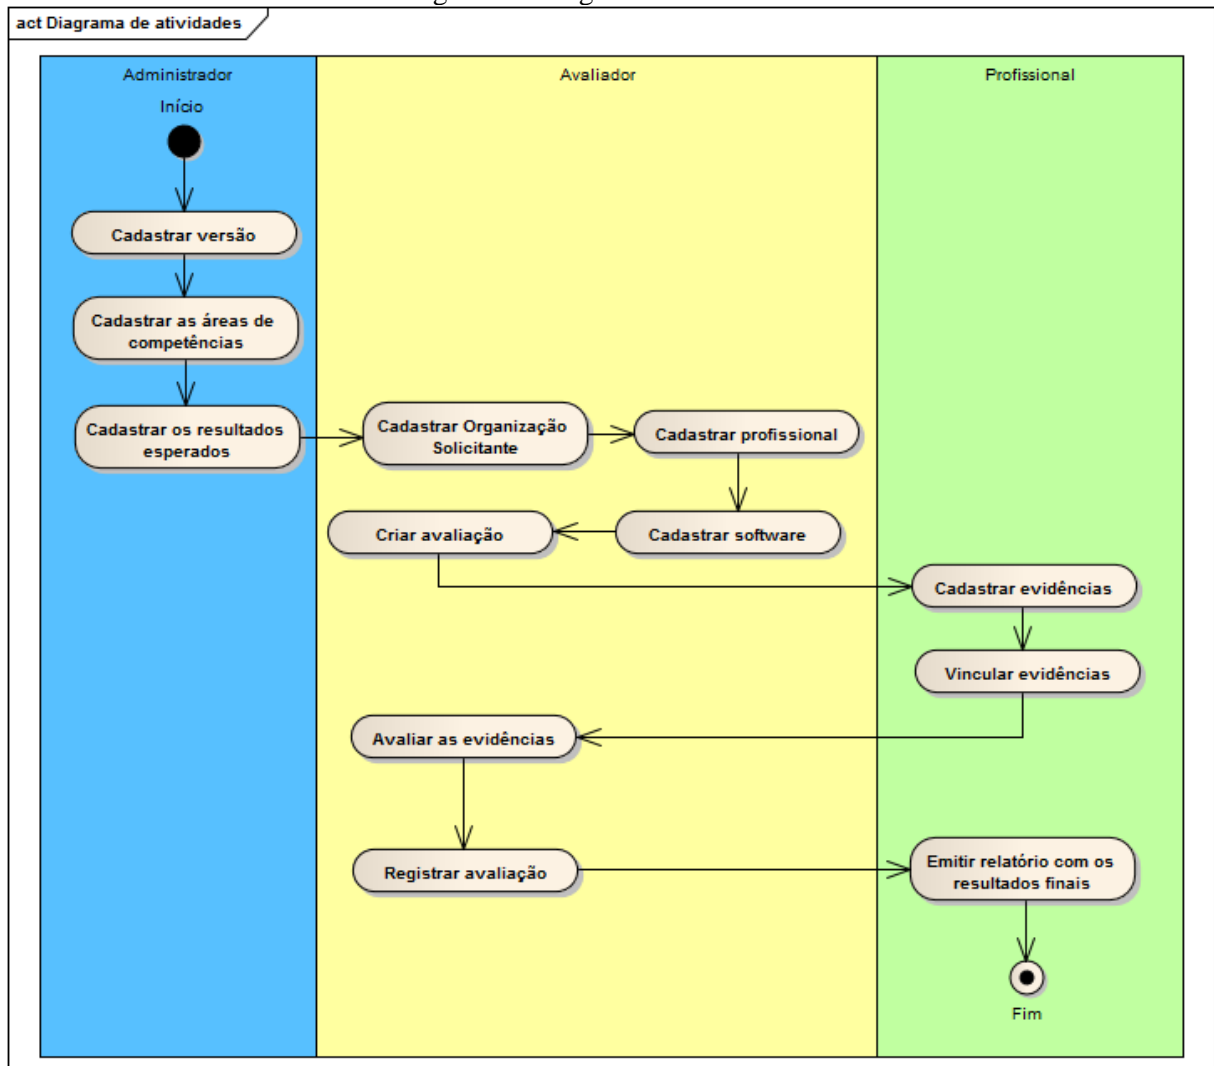 act Diagrama de atividades
Administrador
Avaliador
Profissional
Início
Cadastrar versão
Cadastrar as áreas de
competências
Cadastrar os resultados
esperados
Cadastrar Organização
Solicitante
Cadastrar profissional
Criar avaliação
Cadastrar software
Cadastrar evidências
Vincular evidências
Avaliar as evidências
Registrar avaliação
Emitir relatório com os
resultados finais
Fim